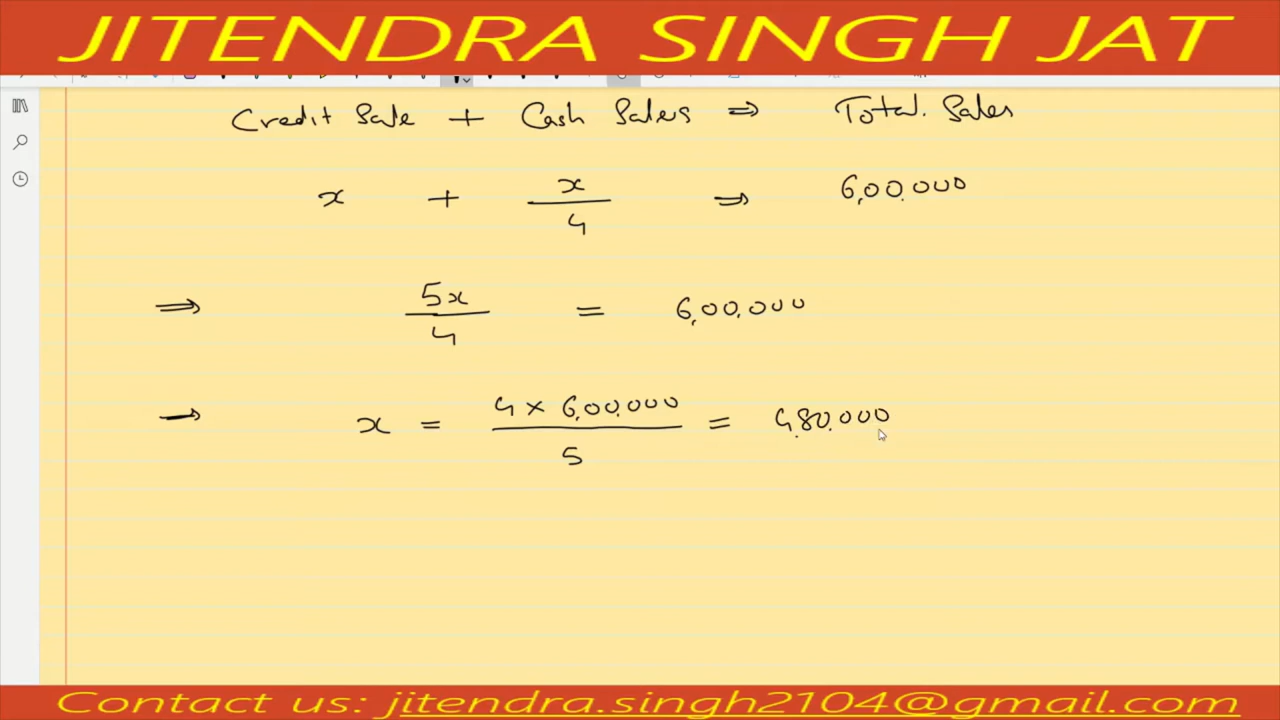 JITENDRA SINGH JAT
Credit Sale + Cash Sales ⇒ Total. Sales
x + x/4 ⇒ 6,00,000
⇒ 5x/4 = 6,00,000
→ x = 4 × 6,00,000/5 = 4,80,000
Contact us: jitendra.singh2104@gmail.com